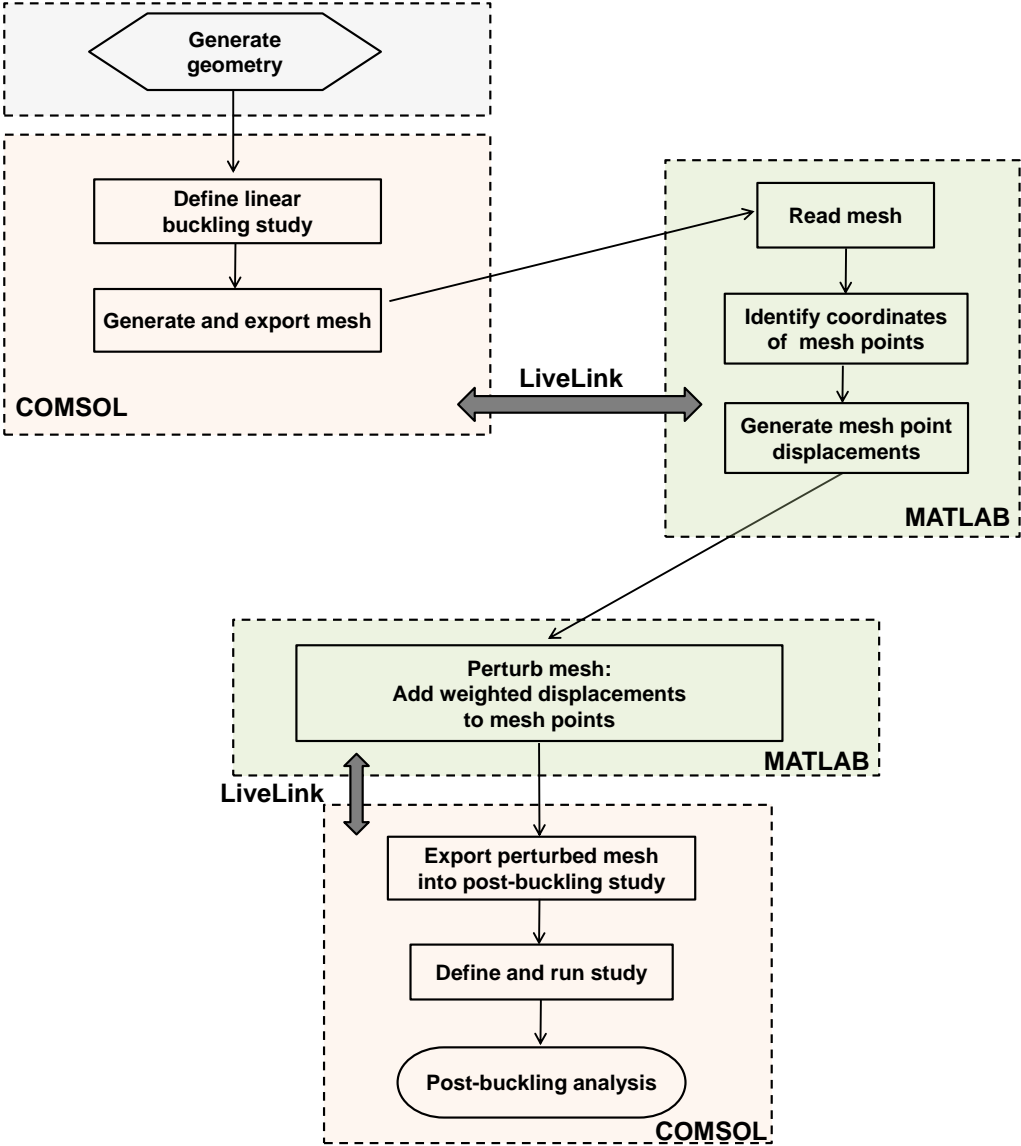 Generate
geometry
Define linear
buckling study
Generate and export mesh
COMSOL
LiveLink
Read mesh
Identify coordinates
of mesh points
Generate mesh point
displacements
MATLAB
Perturb mesh:
Add weighted displacements
to mesh points
MATLAB
LiveLink
Export perturbed mesh
into post-buckling study
Define and run study
Post-buckling analysis
COMSOL